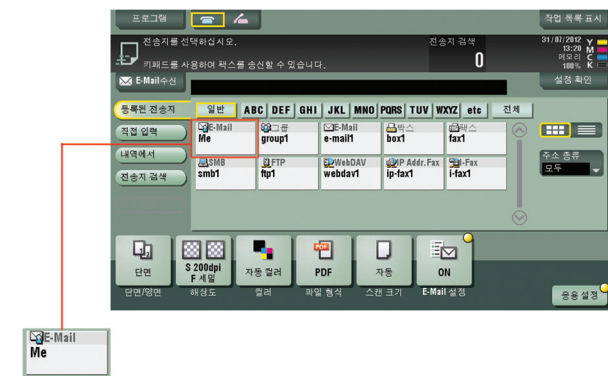 프로그램
작업 목록 표시
전송지를 선택하십시오.
키패드를 사용하여 팩스를 송신할 수 있습니다.
전송지 검색
0
31/07/2012
13:20
메모리
100%
Y
M
C
K
E-Mail수신
설정 확인
등록된 전송지
일반
ABC
DEF
GHI
JKL
MNO
PQRS
TUV
WXYZ
etc
전체
직접 입력
내역에서
전송지 검색
E-Mail
Me
그룹
group1
E-Mail
e-mail1
박스
box1
팩스
fax1
SMB
smb1
FTP
ftp1
WebDAV
webdav1
IP Addr.Fax
ip-fax1
I-Fax
i-fax1
주소 종류
모두
단면
S 200dpi
F 세밀
자동 컬러
PDF
자동
ON
단면/양면
해상도
컬러
파일 형식
스캔 크기
E-Mail 설정
응용 설정
E-Mail
Me